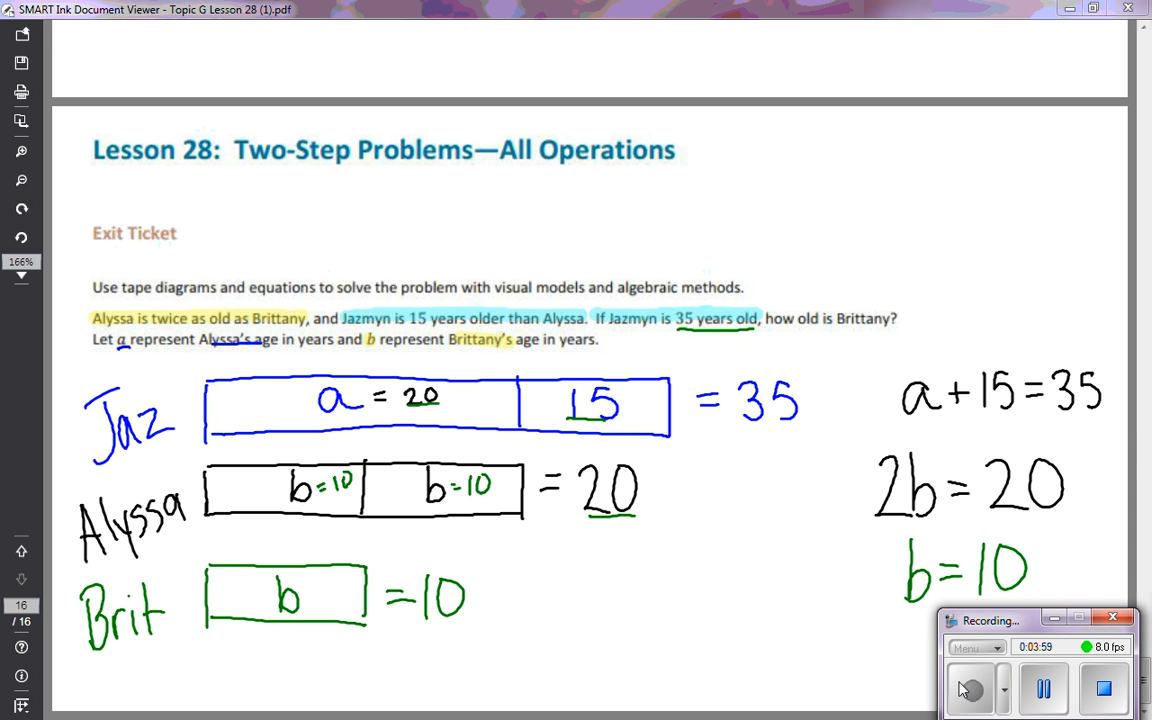 SMART Ink Document Viewer - Topic G Lesson 28 (1).pdf
166%
Lesson 28: Two-Step Problems—All Operations
Exit Ticket
Use tape diagrams and equations to solve the problem with visual models and algebraic methods.
Alyssa is twice as old as Brittany, and Jazmyn is 15 years older than Alyssa. If Jazmyn is 35 years old, how old is Brittany?
Let a represent Alyssa's age in years and b represent Brittany's age in years.
Jaz a = 20 15 = 35 a + 15 = 35
Alyssa b = 10 b = 10 = 20 2b = 20
Brit b = 10 b = 10
16
/ 16
Recording...
Menu 0:03:59 8.0 fps